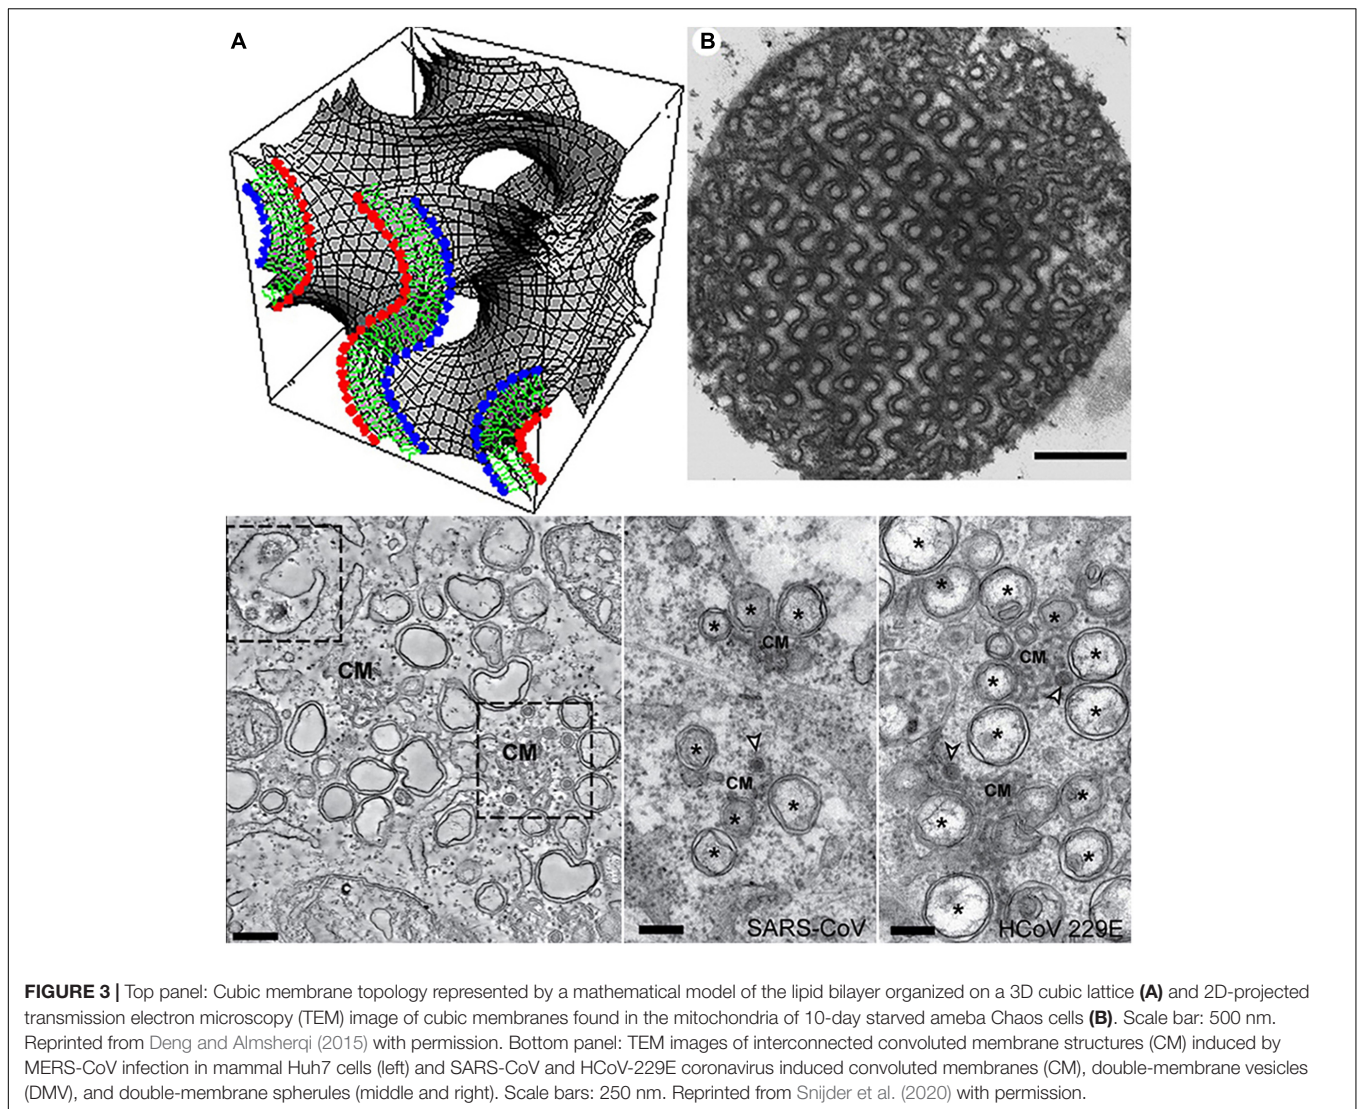 A
B
CM
CM
c
*
*
*
CM
*
CM
*
*
*
SARS-CoV
*
*
*
*
CM
*
*
*
*
CM
*
*
*
*
HCoV 229E
FIGURE 3 | Top panel: Cubic membrane topology represented by a mathematical model of the lipid bilayer organized on a 3D cubic lattice (A) and 2D-projected
transmission electron microscopy (TEM) image of cubic membranes found in the mitochondria of 10-day starved ameba Chaos cells (B). Scale bar: 500 nm.
Reprinted from Deng and Almsherqi (2015) with permission. Bottom panel: TEM images of interconnected convoluted membrane structures (CM) induced by
MERS-CoV infection in mammal Huh7 cells (left) and SARS-CoV and HCoV-229E coronavirus induced convoluted membranes (CM), double-membrane vesicles
(DMV), and double-membrane spherules (middle and right). Scale bars: 250 nm. Reprinted from Snijder et al. (2020) with permission.